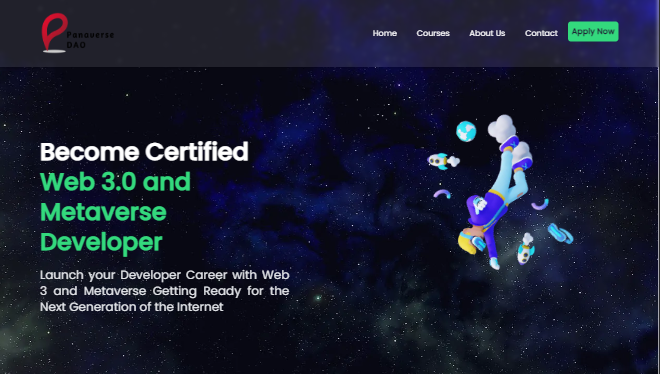 Panaverse
DAO
Home Courses About Us Contact Apply Now
Become Certified
Web 3.0 and
Metaverse
Developer
Launch your Developer Career with Web
3 and Metaverse Getting Ready for the
Next Generation of the Internet